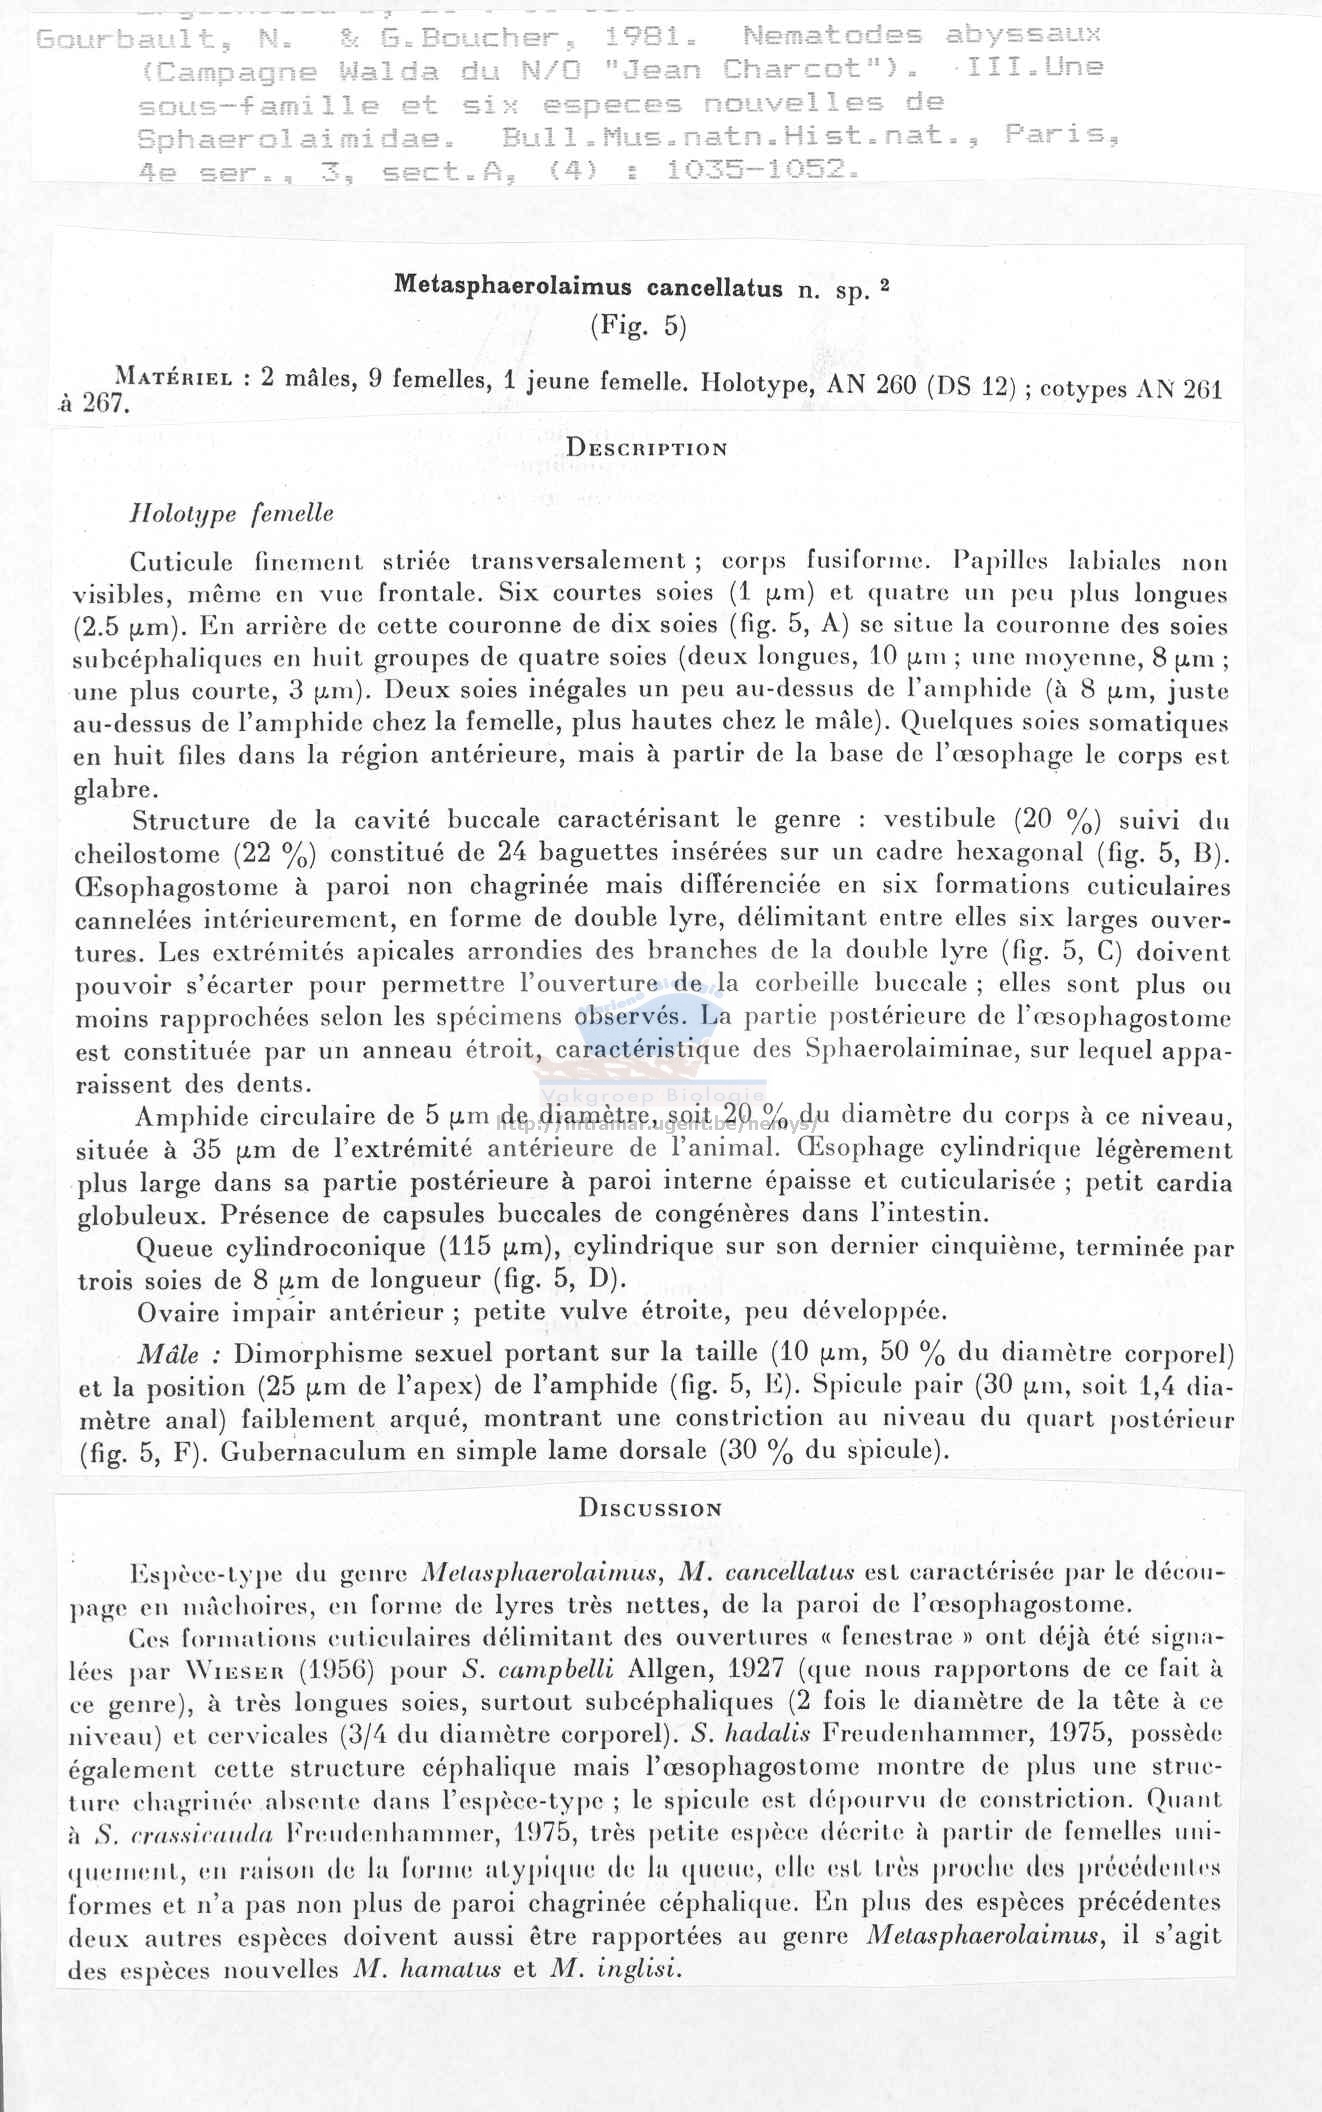 Gourbault, N. & G.Boucher, 1981. Nematodes abyssaux
(Campagne Walda du N/O "Jean Charcot"). III.Une
sous-famille et six especes nouvelles de
Sphaerolaimidae. Bull.Mus.natn.Hist.nat., Paris,
4e ser., 3, sect.A, (4) : 1035-1052.
Metasphaerolaimus cancellatus n. sp. ²
(Fig. 5)
MATÉRIEL : 2 mâles, 9 femelles, 1 jeune femelle. Holotype, AN 260 (DS 12) ; cotypes AN 261
à 267.
DESCRIPTION
Holotype femelle
Cuticule finement striée transversalement ; corps fusiforme. Papilles labiales non
visibles, même en vue frontale. Six courtes soies (1 µm) et quatre un peu plus longues
(2.5 µm). En arrière de cette couronne de dix soies (fig. 5, A) se situe la couronne des soies
subcéphaliques en huit groupes de quatre soies (deux longues, 10 µm ; une moyenne, 8 µm ;
une plus courte, 3 µm). Deux soies inégales un peu au-dessus de l'amphide (à 8 µm, juste
au-dessus de l'amphide chez la femelle, plus hautes chez le mâle). Quelques soies somatiques
en huit files dans la région antérieure, mais à partir de la base de l'œsophage le corps est
glabre.
Structure de la cavité buccale caractérisant le genre : vestibule (20 %) suivi du
cheilostome (22 %) constitué de 24 baguettes insérées sur un cadre hexagonal (fig. 5, B).
Œsophagostome à paroi non chagrinée mais différenciée en six formations cuticulaires
cannelées intérieurement, en forme de double lyre, délimitant entre elles six larges ouver-
tures. Les extrémités apicales arrondies des branches de la double lyre (fig. 5, C) doivent
pouvoir s'écarter pour permettre l'ouverture de la corbeille buccale ; elles sont plus ou
moins rapprochées selon les spécimens observés. La partie postérieure de l'œsophagostome
est constituée par un anneau étroit, caractéristique des Sphaerolaiminae, sur lequel appa-
raissent des dents.
Vakgroep Biologie
Amphide circulaire de 5 µm de diamètre, soit 20 % du diamètre du corps à ce niveau,
http://intramar.ugent.be/nemys/
située à 35 µm de l'extrémité antérieure de l'animal. Œsophage cylindrique légèrement
plus large dans sa partie postérieure à paroi interne épaisse et cuticularisée ; petit cardia
globuleux. Présence de capsules buccales de congénères dans l'intestin.
Queue cylindroconique (115 µm), cylindrique sur son dernier cinquième, terminée par
trois soies de 8 µm de longueur (fig. 5, D).
Ovaire impair antérieur ; petite vulve étroite, peu développée.
Mâle : Dimorphisme sexuel portant sur la taille (10 µm, 50 % du diamètre corporel)
et la position (25 µm de l'apex) de l'amphide (fig. 5, E). Spicule pair (30 µm, soit 1,4 dia-
mètre anal) faiblement arqué, montrant une constriction au niveau du quart postérieur
(fig. 5, F). Gubernaculum en simple lame dorsale (30 % du spicule).
DISCUSSION
Espèce-type du genre Metasphaerolaimus, M. cancellatus est caractérisée par le décou-
page en mâchoires, en forme de lyres très nettes, de la paroi de l'œsophagostome.
Ces formations cuticulaires délimitant des ouvertures « fenestrae » ont déjà été signa-
lées par WIESER (1956) pour S. campbelli Allgen, 1927 (que nous rapportons de ce fait à
ce genre), à très longues soies, surtout subcéphaliques (2 fois le diamètre de la tête à ce
niveau) et cervicales (3/4 du diamètre corporel). S. hadalis Freudenhammer, 1975, possède
également cette structure céphalique mais l'œsophagostome montre de plus une struc-
ture chagrinée absente dans l'espèce-type ; le spicule est dépourvu de constriction. Quant
à S. crassicauda Freudenhammer, 1975, très petite espèce décrite à partir de femelles uni-
quement, en raison de la forme atypique de la queue, elle est très proche des précédentes
formes et n'a pas non plus de paroi chagrinée céphalique. En plus des espèces précédentes
deux autres espèces doivent aussi être rapportées au genre Metasphaerolaimus, il s'agit
des espèces nouvelles M. hamatus et M. inglisi.